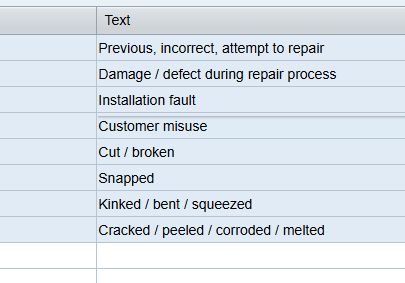 Text
Previous, incorrect, attempt to repair
Damage / defect during repair process
Installation fault
Customer misuse
Cut / broken
Snapped
Kinked / bent / squeezed
Cracked / peeled / corroded / melted